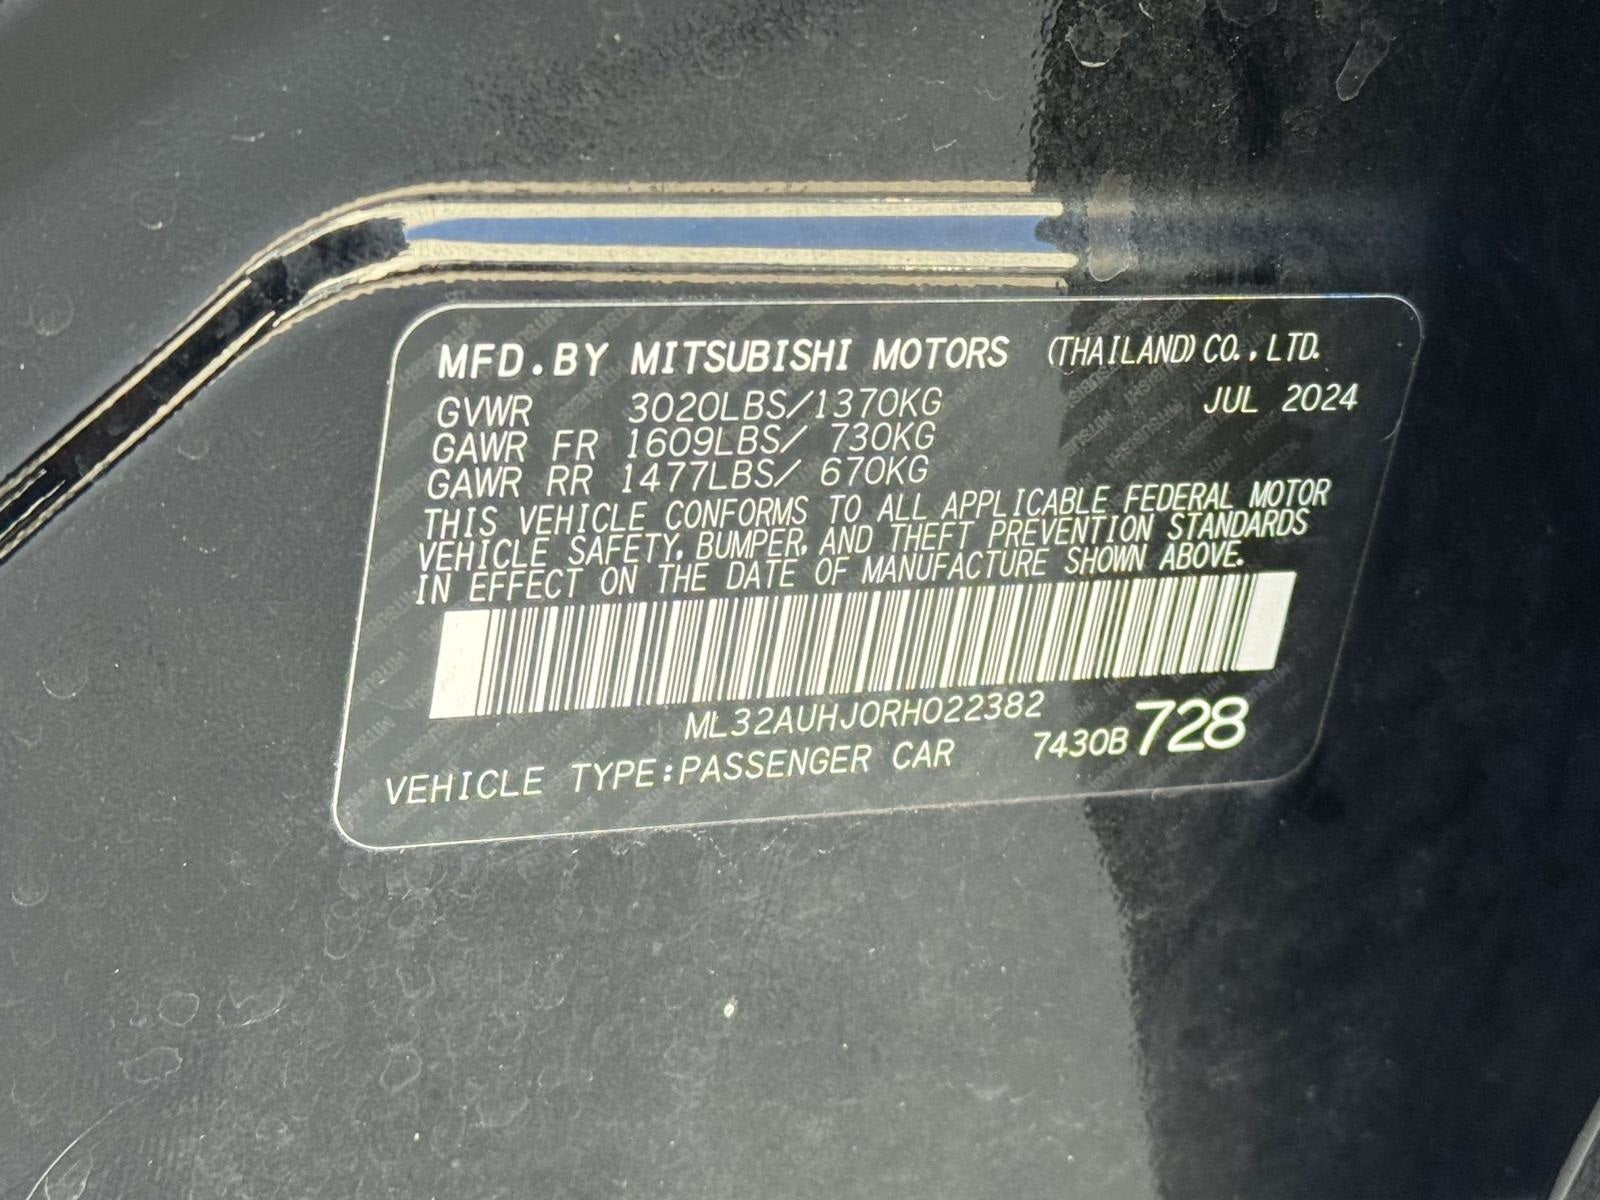 MFD.BY MITSUBISHI MOTORS (THAILAND) CO., LTD.
GVWR 3020LBS/1370KG JUL 2024
GAWR FR 1609LBS/ 730KG
GAWR RR 1477LBS/ 670KG
THIS VEHICLE CONFORMS TO ALL APPLICABLE FEDERAL MOTOR
VEHICLE SAFETY, BUMPER, AND THEFT PREVENTION STANDARDS
IN EFFECT ON THE DATE OF MANUFACTURE SHOWN ABOVE.
ML32AUHJ0RH022382
7430B 728
VEHICLE TYPE:PASSENGER CAR